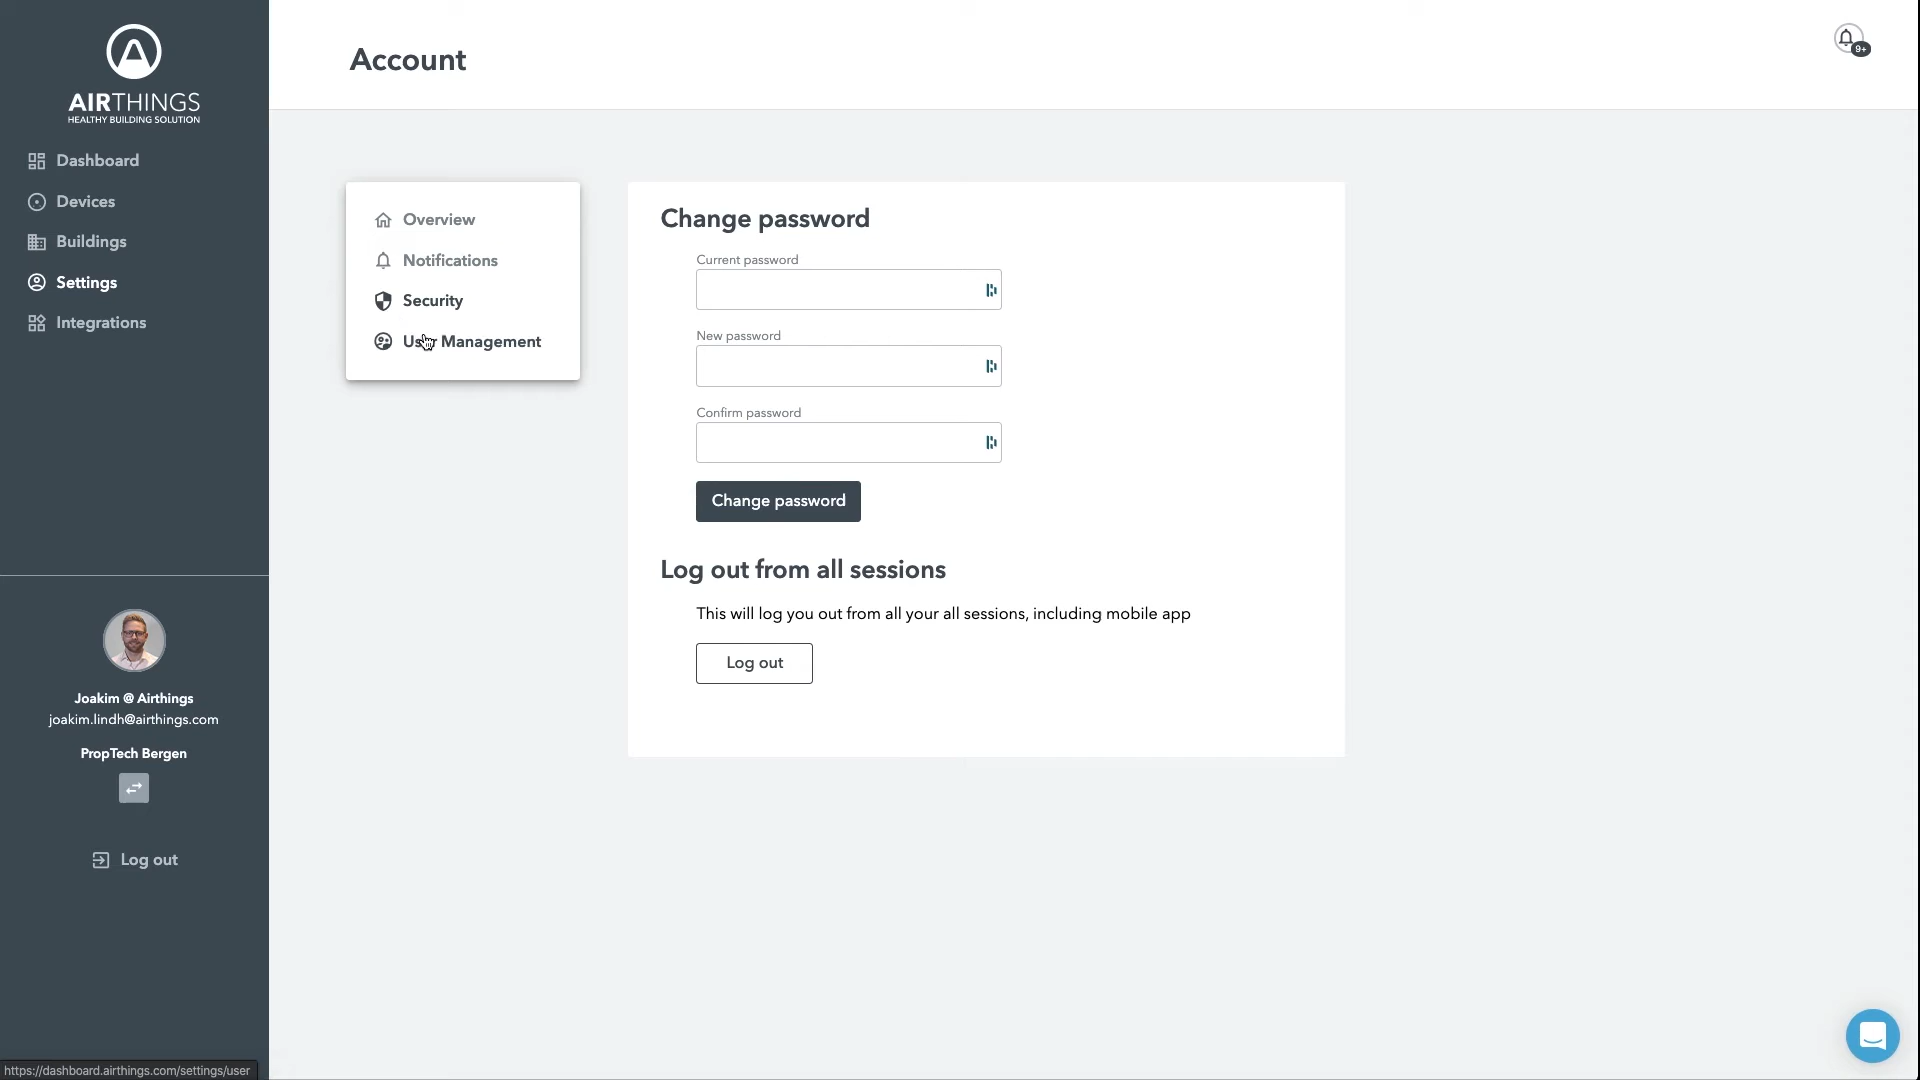 AIRTHINGS
HEALTHY BUILDING SOLUTION
Dashboard
Devices
Buildings
Settings
Integrations
Joakim @ Airthings
joakim.lindh@airthings.com
PropTech Bergen
Log out
https://dashboard.airthings.com/settings/user
Account
9+
Overview
Notifications
Security
User Management
Change password
Current password
New password
Confirm password
Change password
Log out from all sessions
This will log you out from all your all sessions, including mobile app
Log out